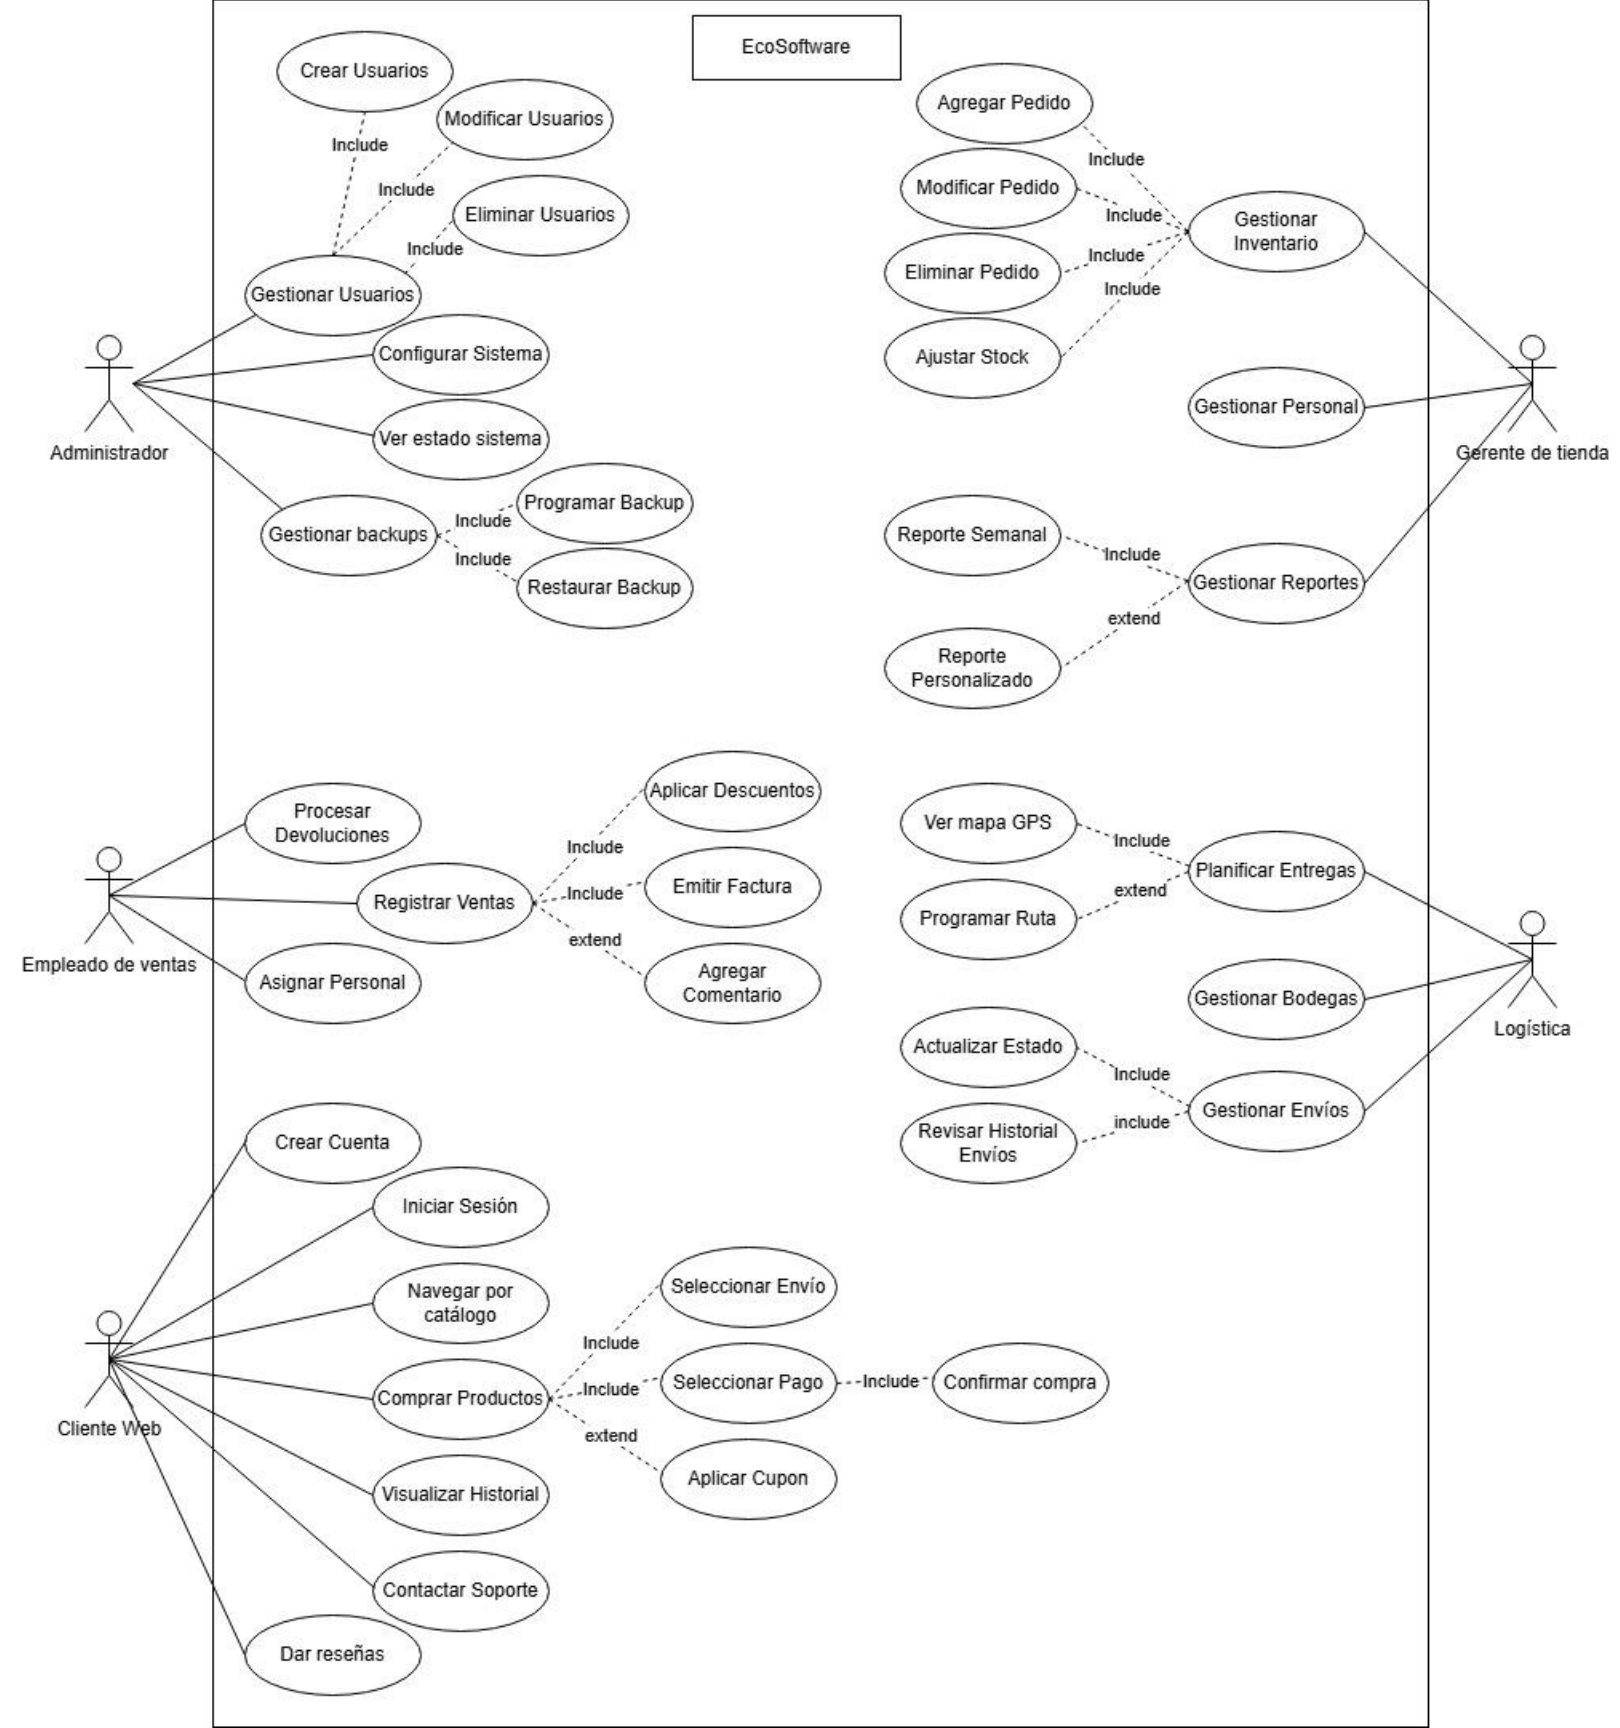 EcoSoftware
Crear Usuarios
Modificar Usuarios
Include
Include
Eliminar Usuarios
Include
Gestionar Usuarios
Configurar Sistema
Ver estado sistema
Administrador
Programar Backup
Include
Gestionar backups
Include
Restaurar Backup
Agregar Pedido
Include
Modificar Pedido
Include
Gestionar
Inventario
Include
Eliminar Pedido
Include
Ajustar Stock
Gestionar Personal
Gerente de tienda
Reporte Semanal
Include
Gestionar Reportes
extend
Reporte
Personalizado
Procesar
Devoluciones
Aplicar Descuentos
Include
Registrar Ventas
Include
Emitir Factura
extend
Agregar
Comentario
Empleado de ventas
Asignar Personal
Ver mapa GPS
Include
Planificar Entregas
extend
Programar Ruta
Gestionar Bodegas
Logística
Actualizar Estado
Include
Gestionar Envíos
include
Revisar Historial
Envíos
Crear Cuenta
Iniciar Sesión
Navegar por
catálogo
Seleccionar Envío
Include
Comprar Productos
Include
Seleccionar Pago
Include
Confirmar compra
extend
Aplicar Cupon
Cliente Web
Visualizar Historial
Contactar Soporte
Dar reseñas